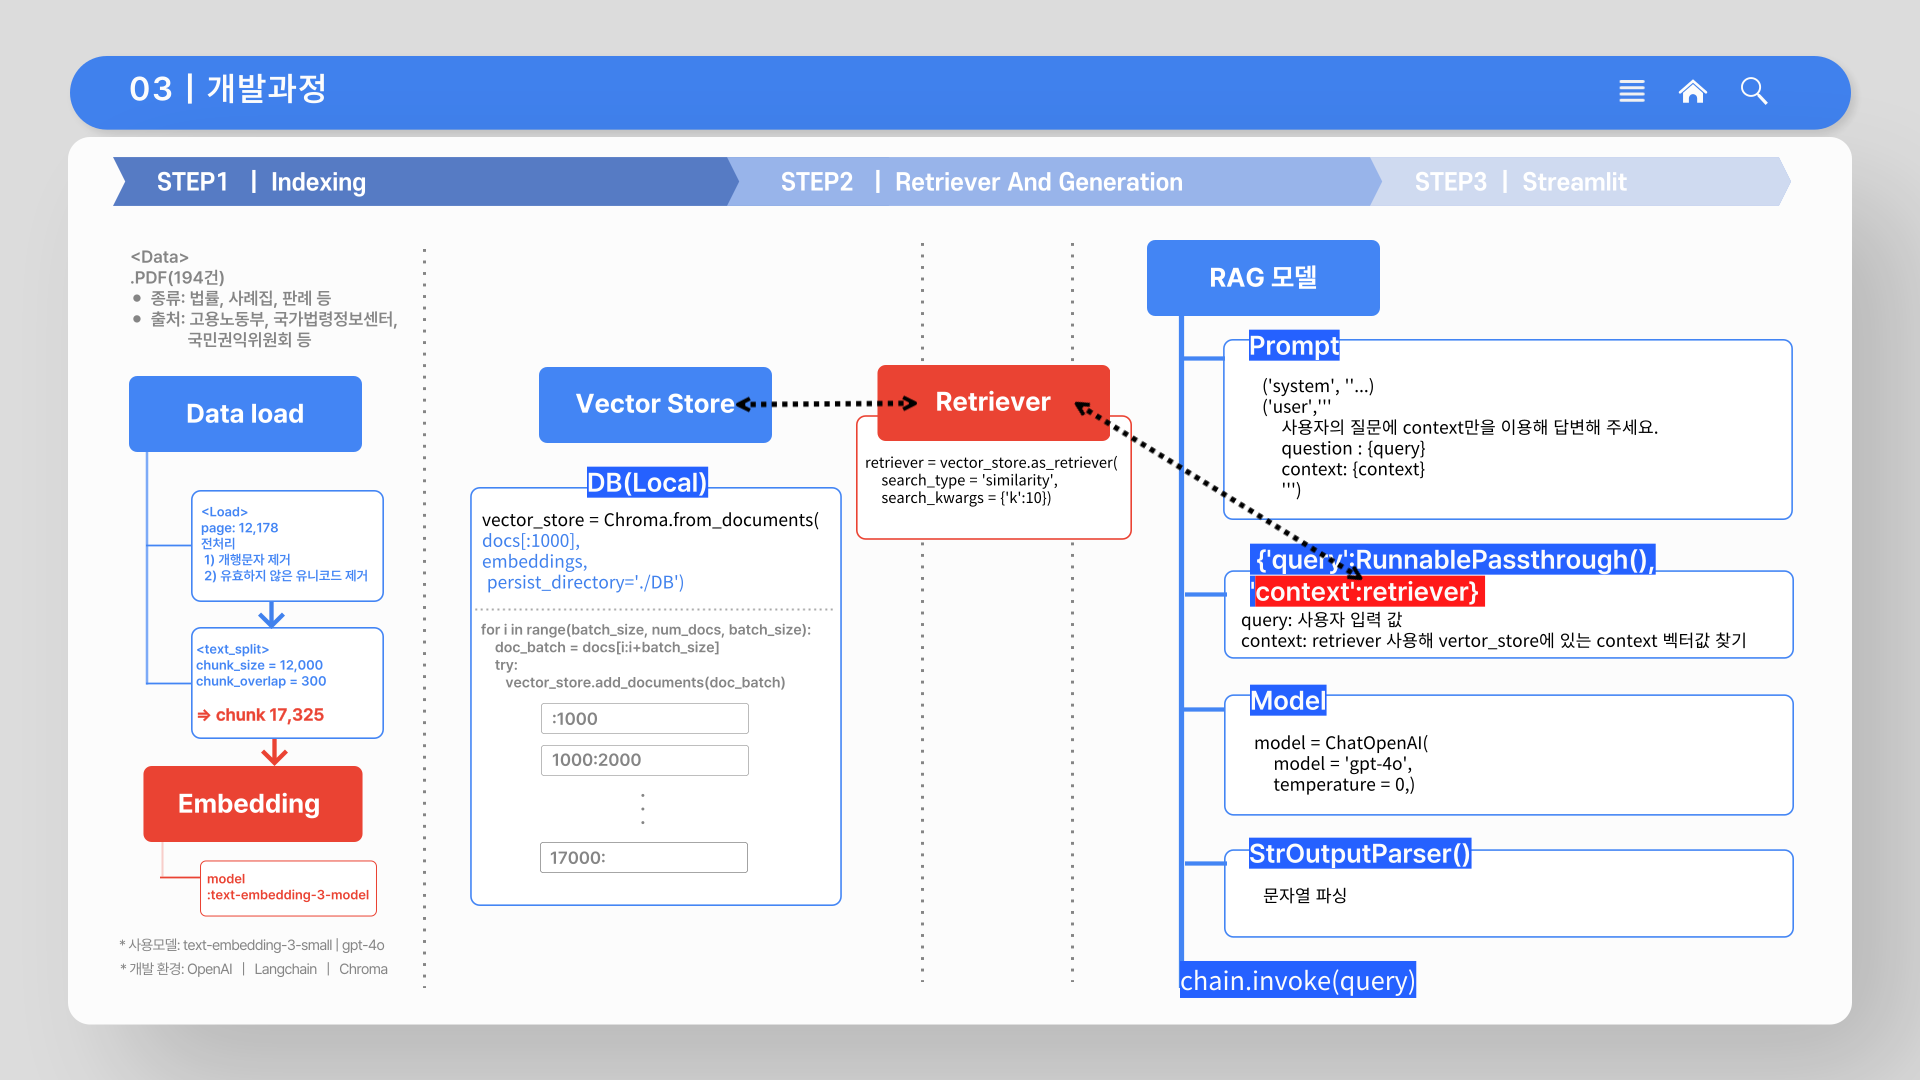 03 | 개발과정
STEP1 | Indexing
STEP2 | Retriever And Generation
STEP3 | Streamlit
<Data>
.PDF(194건)
● 종류: 법률, 사례집, 판례 등
● 출처: 고용노동부, 국가법령정보센터,
국민권익위원회 등
Data load
<Load>
page: 12,178
전처리
1) 개행문자 제거
2) 유효하지 않은 유니코드 제거
<text_split>
chunk_size = 12,000
chunk_overlap = 300
⇒ chunk 17,325
Embedding
model
:text-embedding-3-model
* 사용모델: text-embedding-3-small | gpt-4o
* 개발 환경: OpenAI | Langchain | Chroma
Vector Store
DB(Local)
vector_store = Chroma.from_documents(
docs[:1000],
embeddings,
persist_directory='./DB')
for i in range(batch_size, num_docs, batch_size):
doc_batch = docs[i:i+batch_size]
try:
vector_store.add_documents(doc_batch)
:1000
1000:2000
17000:
Retriever
retriever = vector_store.as_retriever(
search_type = 'similarity',
search_kwargs = {'k':10})
RAG 모델
Prompt
('system', ''...)
('user','''
사용자의 질문에 context만을 이용해 답변해 주세요.
question : {query}
context: {context}
''')
{'query':RunnablePassthrough(),
'context':retriever}
query: 사용자 입력 값
context: retriever 사용해 vertor_store에 있는 context 벡터값 찾기
Model
model = ChatOpenAI(
model = 'gpt-4o',
temperature = 0,)
StrOutputParser()
문자열 파싱
chain.invoke(query)